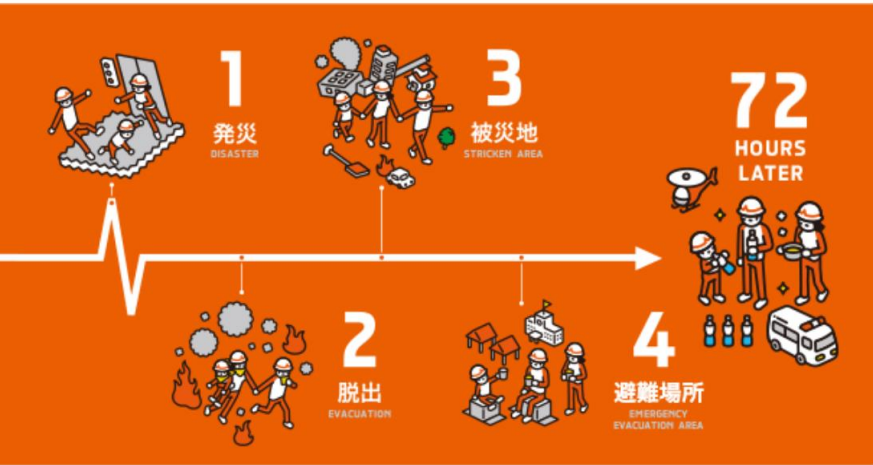 1
発災
DISASTER
3
被災地
STRICKEN AREA
72
HOURS
LATER
2
脱出
EVACUATION
4
避難場所
EMERGENCY
EVACUATION AREA